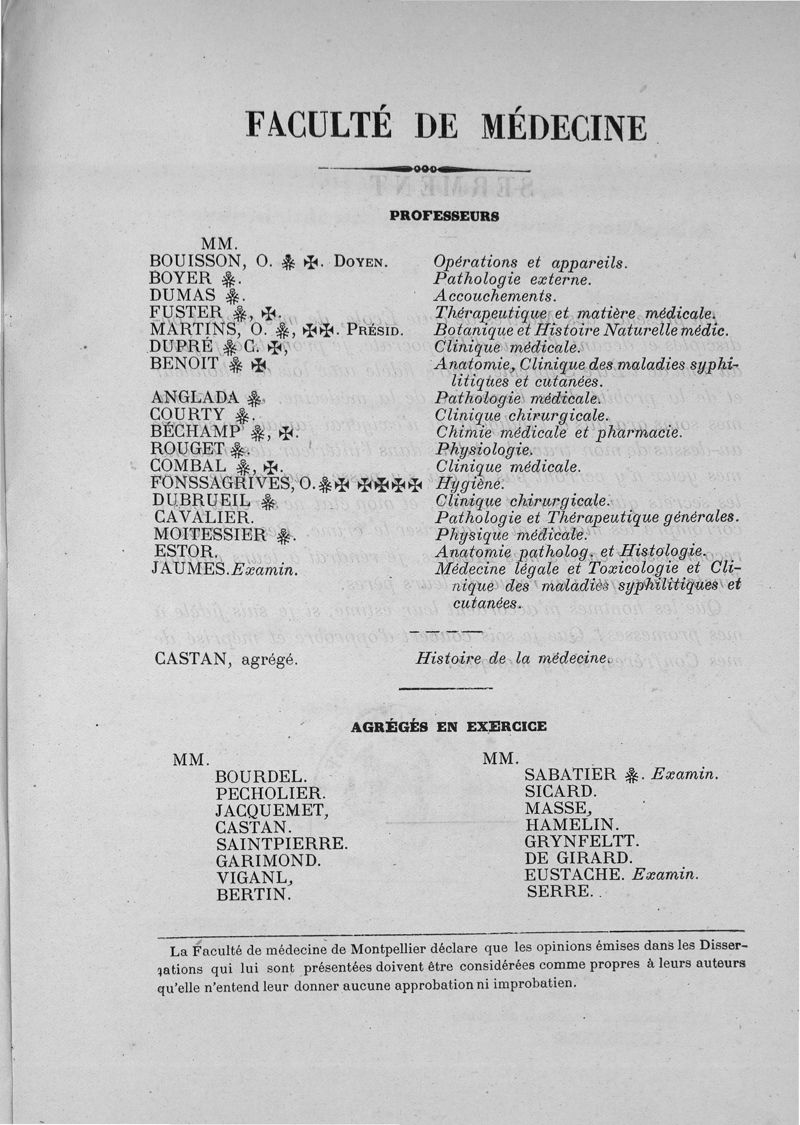 FACULTÉ DE MÉDECINE
PROFESSEURS
MM.
BOUISSON, O. ❋ ✠. DOYEN. Opérations et appareils.
BOYER ❋. Pathologie externe.
DUMAS ❋. Accouchements.
FUSTER ❋, ✠. Thérapeutique et matière médicale.
MARTINS, O. ❋, ✠✠. PRÉSID. Botanique et Histoire Naturelle médic.
DUPRÉ ❋ C. ✠, Clinique médicale.
BENOIT ❋ ✠ Anatomie, Clinique des maladies syphi-
litiques et cutanées.
ANGLADA ❋ Pathologie médicale.
COURTY ❋. Clinique chirurgicale.
BÉCHAMP ❋, ✠. Chimie médicale et pharmacie.
ROUGET ❋. Physiologie.
COMBAL ❋, ✠. Clinique médicale.
FONSSAGRIVES, O. ❋✠ ✠✠✠✠ Hygiène.
DUBRUEIL ❋ Clinique chirurgicale.
CAVALIER. Pathologie et Thérapeutique générales.
MOITESSIER ❋. Physique médicale.
ESTOR. Anatomie patholog. et Histologie.
JAUMES. Examin. Médecine légale et Toxicologie et Cli-
nique des maladies syphilitiques et
cutanées.
CASTAN, agrégé. Histoire de la médecine.
AGRÉGÉS EN EXERCICE
MM. MM.
BOURDEL. SABATIER ❋. Examin.
PECHOLIER. SICARD.
JACQUEMET, MASSE,
CASTAN. HAMELIN.
SAINTPIERRE. GRYNFELTT.
GARIMOND. DE GIRARD.
VIGANL, EUSTACHE. Examin.
BERTIN. SERRE.
La Faculté de médecine de Montpellier déclare que les opinions émises dans les Disser-
tations qui lui sont présentées doivent être considérées comme propres à leurs auteurs
qu'elle n'entend leur donner aucune approbation ni improbatien.